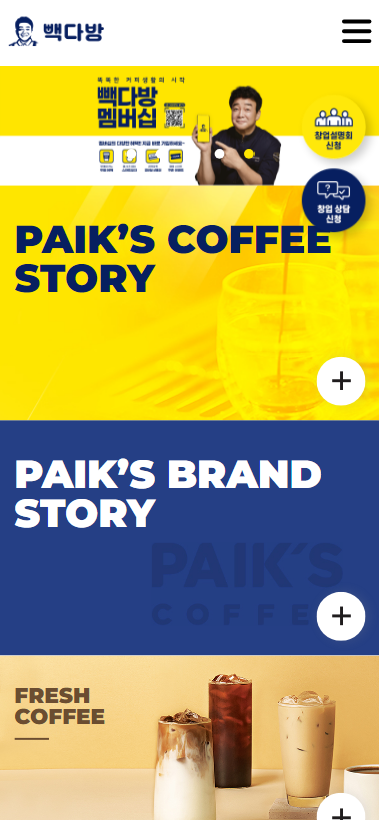 빽다방
똑똑한 커피생활의 시작
빽다방
멤버십
창업설명회
신청
창업 상담
신청
PAIK'S COFFEE
STORY
PAIK'S BRAND
STORY
PAIK'S
COFFE
FRESH
COFFEE